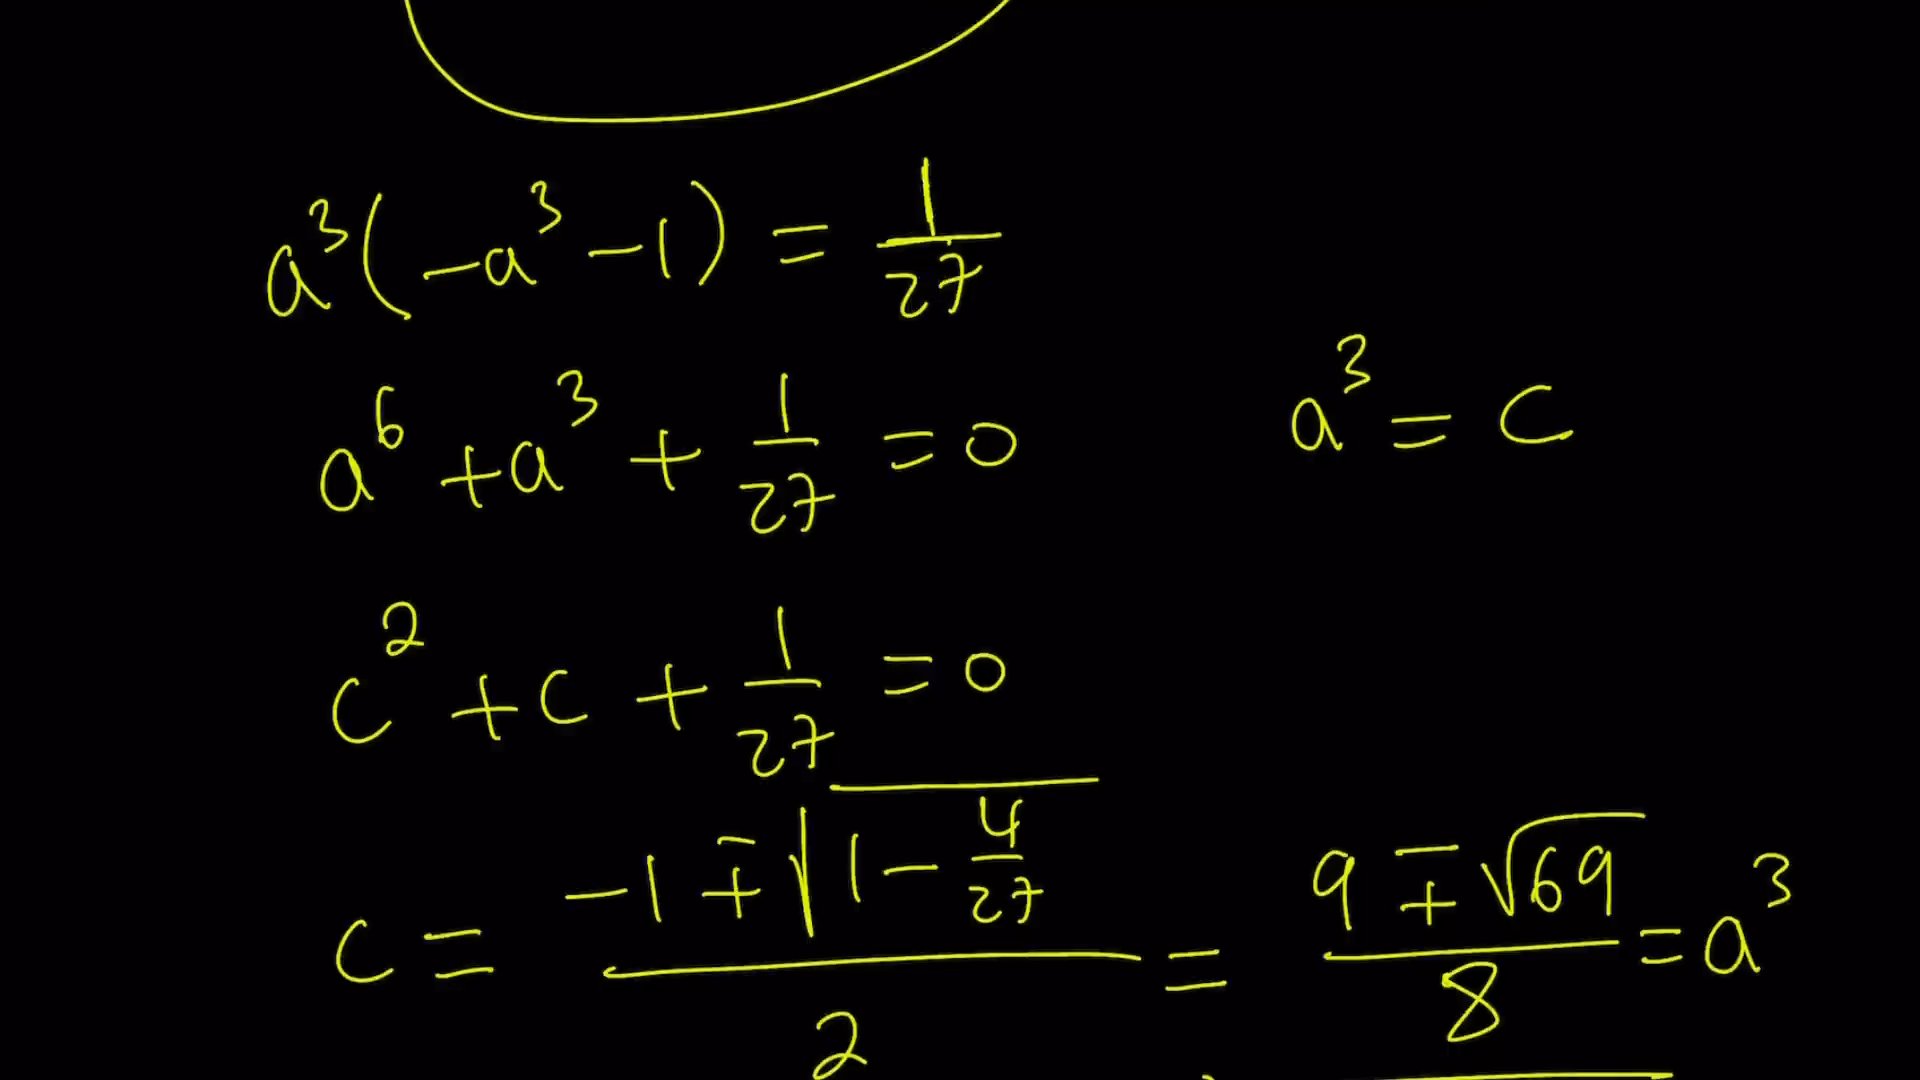 a³(-a³-1) = 1/27
a⁶ + a³ + 1/27 = 0
a³ = c
c² + c + 1/27 = 0
c = (-1 ∓ √(1 - 4/27))/2 = (9 ∓ √69)/8 = a³